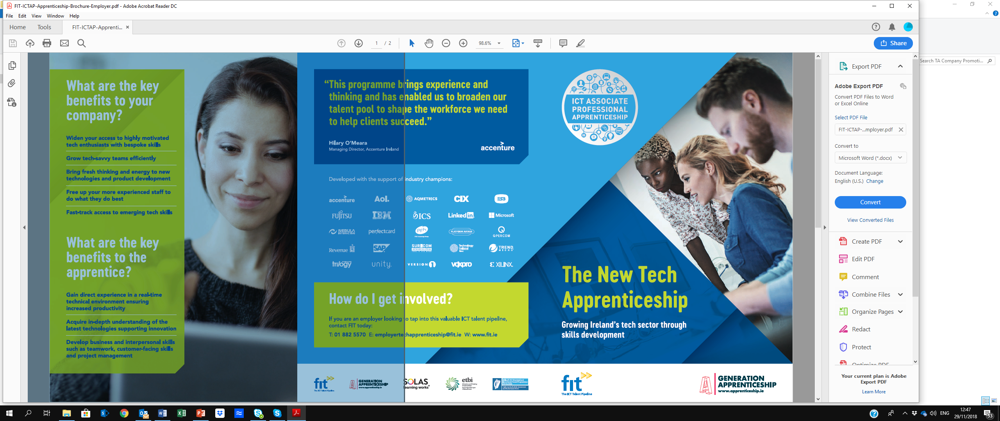 FIT-ICTAP-Apprenticeship-Brochure-Employer.pdf - Adobe Acrobat Reader DC
File Edit View Window Help
Home Tools FIT-ICTAP-Apprenti...
1 / 2 98.6% Share
What are the key
benefits to your
company?
Widen your access to highly motivated
tech enthusiasts with bespoke skills
Grow tech-savvy teams efficiently
Bring fresh thinking and energy to new
technologies and product development
Free up your more experienced staff to
do what they do best
Fast-track access to emerging tech skills
What are the key
benefits to the
apprentice?
Gain direct experience in a real-time
technical environment ensuring
increased productivity
Acquire in-depth understanding of the
latest technologies supporting innovation
Develop business and interpersonal skills
such as teamwork, customer-facing skills
and project management
“This programme brings experience and
thinking and has enabled us to broaden our
talent pool to shape the workforce we need
to help clients succeed.”
Hilary O’Meara
Managing Director, Accenture Ireland
accenture
Developed with the support of industry champions:
accenture Aol. AQMETRICS CIX ESB
FUJITSU IBM ICS LinkedIn Microsoft
NEBULA INTERACTIVE perfectcard pfh PLATFORM AVENUE QPERCOM
Revenue SAP SURECOM Technology Ireland TREND MICRO
trilogy unity. VERSION 1 voxpro XILINX
How do I get involved?
If you are an employer looking to tap into this valuable ICT talent pipeline,
contact FIT today:
T: 01 882 5570 E: employertechapprenticeship@fit.ie W: www.fit.ie
fit
The ICT Talent Pipeline
GENERATION
APPRENTICESHIP
www.apprenticeship.ie
SOLAS
learning works
etbi
ICT ASSOCIATE
PROFESSIONAL
APPRENTICESHIP
The New Tech
Apprenticeship
Growing Ireland’s tech sector through
skills development
fit
The ICT Talent Pipeline
GENERATION
APPRENTICESHIP
www.apprenticeship.ie
Export PDF
Adobe Export PDF
Convert PDF Files to Word
or Excel Online
Select PDF File
FIT-ICTAP-...mployer.pdf
Convert to
Microsoft Word (*.docx)
Document Language:
English (U.S.) Change
Convert
View Converted Files
Create PDF
Edit PDF
Comment
Combine Files
Organize Pages
Redact
Protect
Optimize PDF
Your current plan is Adobe
Export PDF
Learn More
Search TA Company Promoti...
ENG
12:47
29/11/2018
53